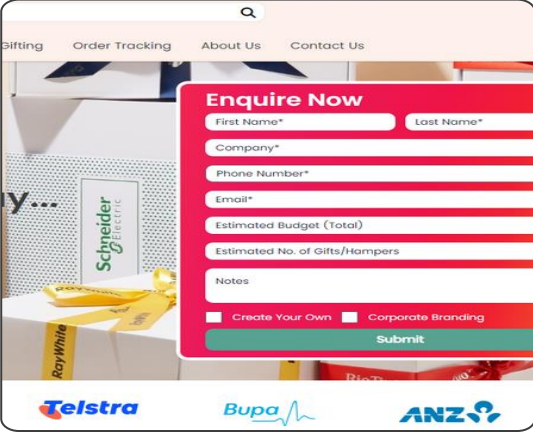 Gifting Order Tracking About Us Contact Us
Enquire Now
First Name* Last Name*
Company*
Phone Number*
Email*
y...
Estimated Budget (Total)
Schneider
Electric
Estimated No. of Gifts/Hampers
Notes
RayWhite
Create Your Own Corporate Branding
Submit
Telstra Bupa ANZ